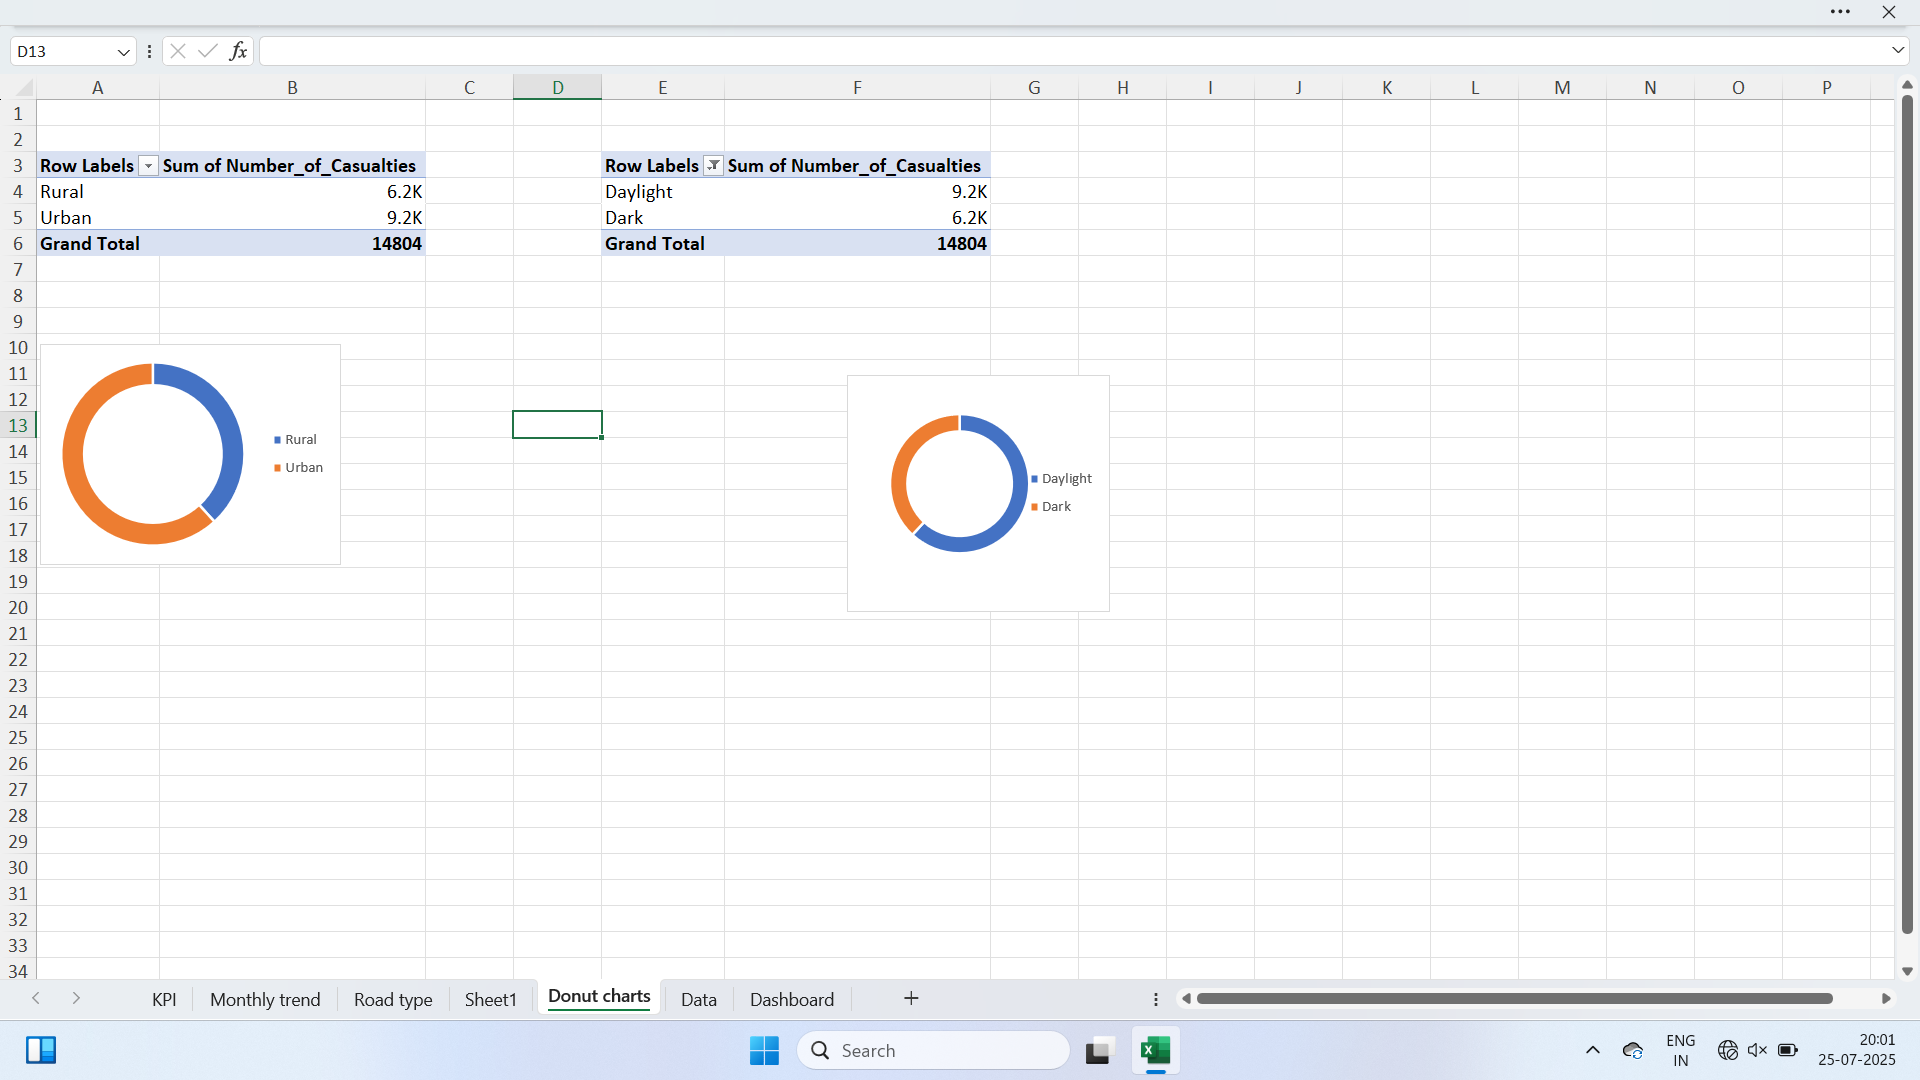 D13
fx
A B C D E F G H I J K L M N O P
1
2
3 Row Labels Sum of Number_of_Casualties Row Labels Sum of Number_of_Casualties
4 Rural 6.2K Daylight 9.2K
5 Urban 9.2K Dark 6.2K
6 Grand Total 14804 Grand Total 14804
7
8
9
10
11
12
13
14
15
16
17
18
19
20
21
22
23
24
25
26
27
28
29
30
31
32
33
34
Rural
Urban
Daylight
Dark
KPI Monthly trend Road type Sheet1 Donut charts Data Dashboard
Search
ENG
IN
20:01
25-07-2025